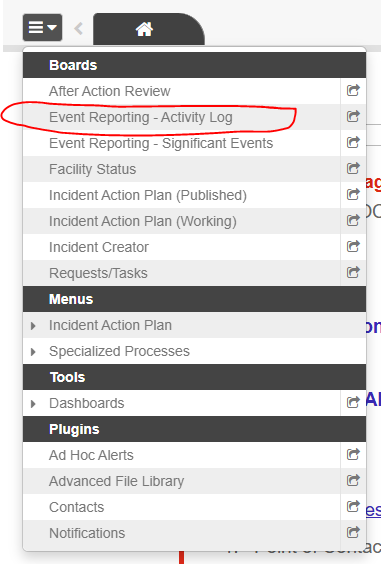 Boards
After Action Review
Event Reporting - Activity Log
Event Reporting - Significant Events
Facility Status
Incident Action Plan (Published)
Incident Action Plan (Working)
Incident Creator
Requests/Tasks
Menus
Incident Action Plan
Specialized Processes
Tools
Dashboards
Plugins
Ad Hoc Alerts
Advanced File Library
Contacts
Notifications